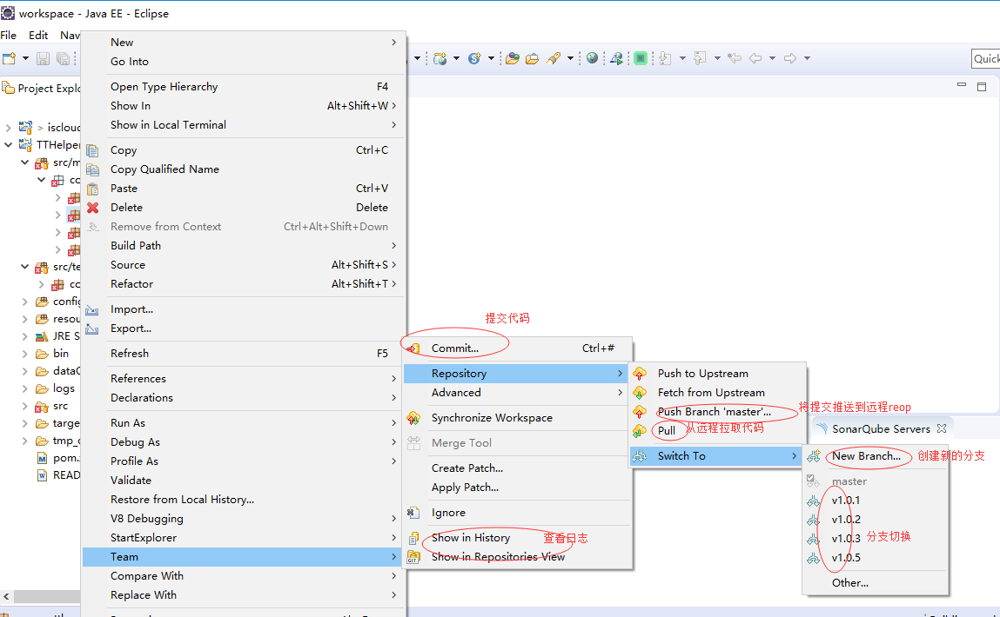 workspace - Java EE - Eclipse
File Edit Nav
Quick
Project Explo
> iscloud
TTHelper
src/m
co
src/te
co
config
resou
JRE S
bin
data
logs
src
targe
tmp_
pom.
READ
New
Go Into
Open Type Hierarchy F4
Show In Alt+Shift+W
Show in Local Terminal
Copy Ctrl+C
Copy Qualified Name
Paste Ctrl+V
Delete Delete
Remove from Context Ctrl+Alt+Shift+Down
Build Path
Source Alt+Shift+S
Refactor Alt+Shift+T
Import...
Export...
Refresh F5
References
Declarations
Run As
Debug As
Profile As
Validate
Restore from Local History...
V8 Debugging
StartExplorer
Team
Compare With
Replace With
提交代码
Commit... Ctrl+#
Repository
Advanced
Synchronize Workspace
Merge Tool
Create Patch...
Apply Patch...
Ignore
Show in History 查看日志
Show in Repositories View
Push to Upstream
Fetch from Upstream
Push Branch 'master'... 将提交推送到远程reop
Pull 从远程拉取代码
Switch To
SonarQube Servers
New Branch... 创建新的分支
master
v1.0.1
v1.0.2
v1.0.3 分支切换
v1.0.5
Other...